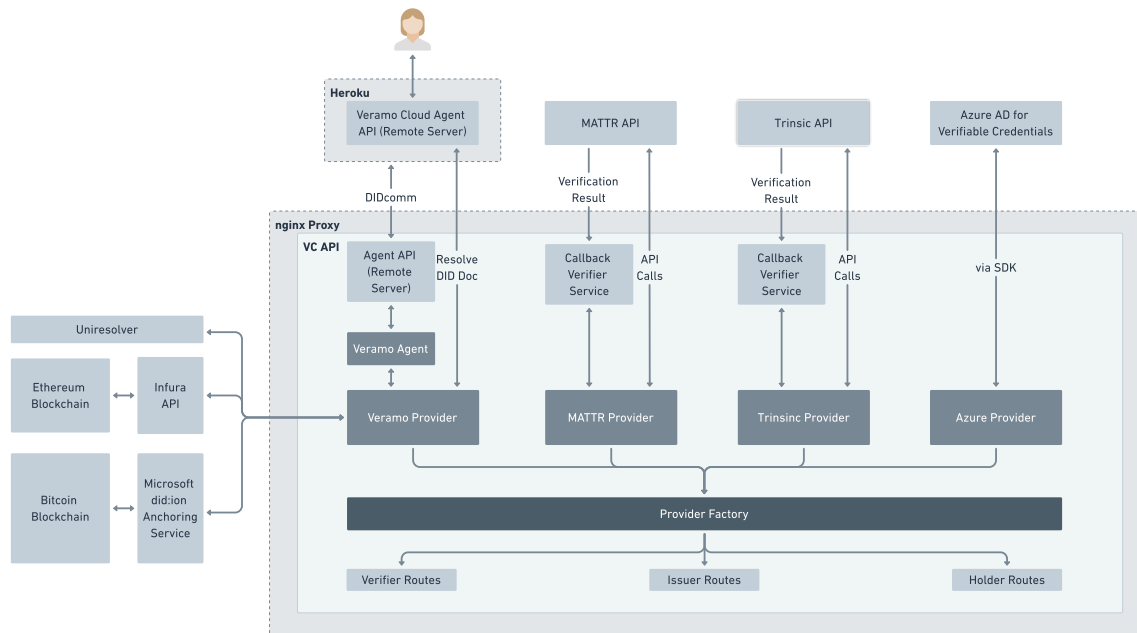 Heroku
Veramo Cloud Agent
API (Remote Server)
MATTR API
Trinsic API
Azure AD for
Verifiable Credentials
DIDcomm
Verification
Result
Verification
Result
nginx Proxy
VC API
Agent API
(Remote
Server)
Resolve
DID Doc
Callback
Verifier
Service
API
Calls
Callback
Verifier
Service
API
Calls
via SDK
Uniresolver
Veramo Agent
Ethereum
Blockchain
Infura
API
Veramo Provider
MATTR Provider
Trinsinc Provider
Azure Provider
Bitcoin
Blockchain
Microsoft
did:ion
Anchoring
Service
Provider Factory
Verifier Routes
Issuer Routes
Holder Routes